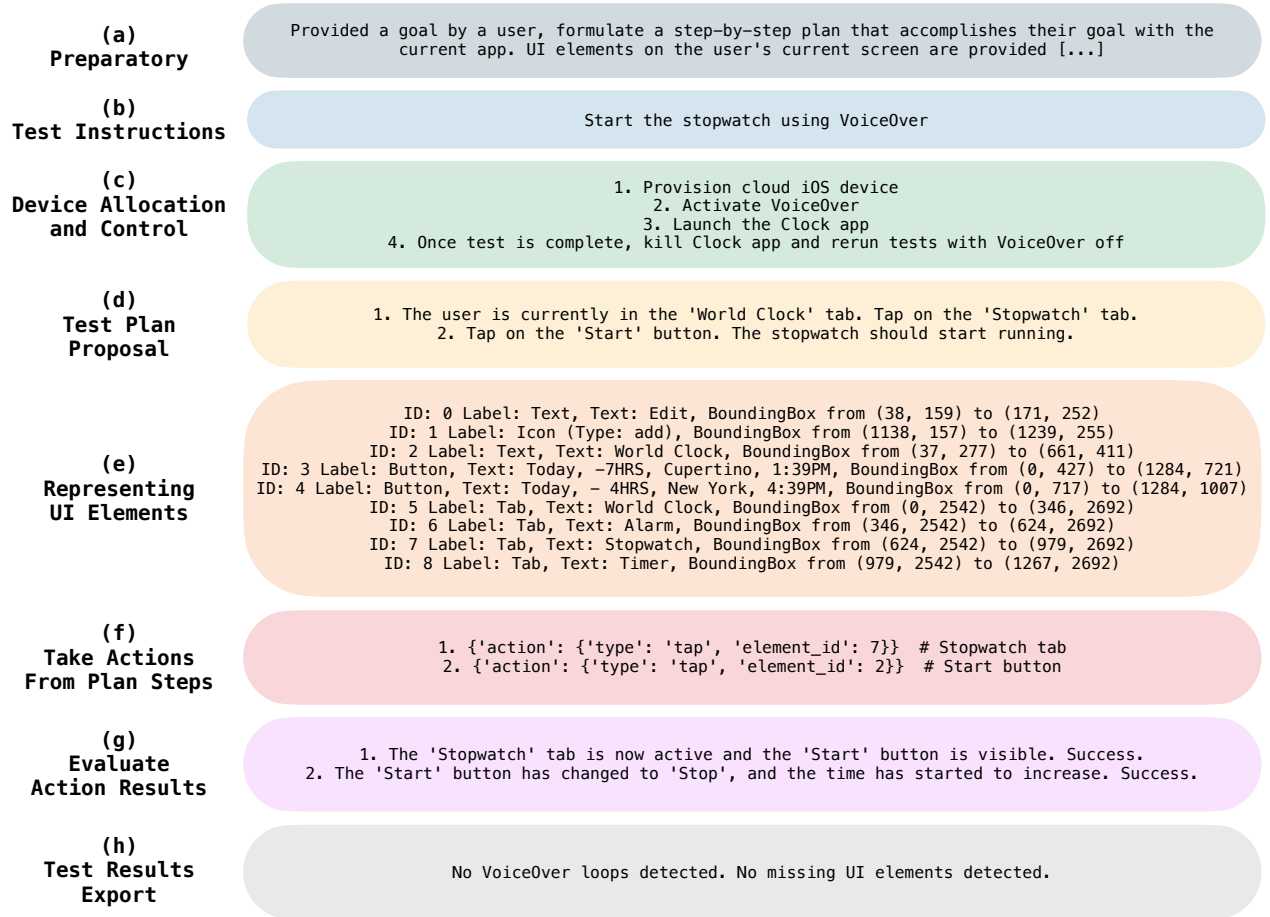 (a)
Preparatory
Provided a goal by a user, formulate a step-by-step plan that accomplishes their goal with the
current app. UI elements on the user's current screen are provided [...]
(b)
Test Instructions
Start the stopwatch using VoiceOver
(c)
Device Allocation
and Control
1. Provision cloud iOS device
2. Activate VoiceOver
3. Launch the Clock app
4. Once test is complete, kill Clock app and rerun tests with VoiceOver off
(d)
Test Plan
Proposal
1. The user is currently in the 'World Clock' tab. Tap on the 'Stopwatch' tab.
2. Tap on the 'Start' button. The stopwatch should start running.
(e)
Representing
UI Elements
ID: 0 Label: Text, Text: Edit, BoundingBox from (38, 159) to (171, 252)
ID: 1 Label: Icon (Type: add), BoundingBox from (1138, 157) to (1239, 255)
ID: 2 Label: Text, Text: World Clock, BoundingBox from (37, 277) to (661, 411)
ID: 3 Label: Button, Text: Today, -7HRS, Cupertino, 1:39PM, BoundingBox from (0, 427) to (1284, 721)
ID: 4 Label: Button, Text: Today, - 4HRS, New York, 4:39PM, BoundingBox from (0, 717) to (1284, 1007)
ID: 5 Label: Tab, Text: World Clock, BoundingBox from (0, 2542) to (346, 2692)
ID: 6 Label: Tab, Text: Alarm, BoundingBox from (346, 2542) to (624, 2692)
ID: 7 Label: Tab, Text: Stopwatch, BoundingBox from (624, 2542) to (979, 2692)
ID: 8 Label: Tab, Text: Timer, BoundingBox from (979, 2542) to (1267, 2692)
(f)
Take Actions
From Plan Steps
1. {'action': {'type': 'tap', 'element_id': 7}}  # Stopwatch tab
2. {'action': {'type': 'tap', 'element_id': 2}}  # Start button
(g)
Evaluate
Action Results
1. The 'Stopwatch' tab is now active and the 'Start' button is visible. Success.
2. The 'Start' button has changed to 'Stop', and the time has started to increase. Success.
(h)
Test Results
Export
No VoiceOver loops detected. No missing UI elements detected.